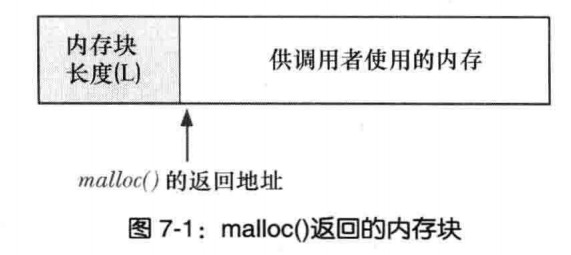 内存块
长度(L)
供调用者使用的内存
malloc() 的返回地址
图 7-1：malloc()返回的内存块